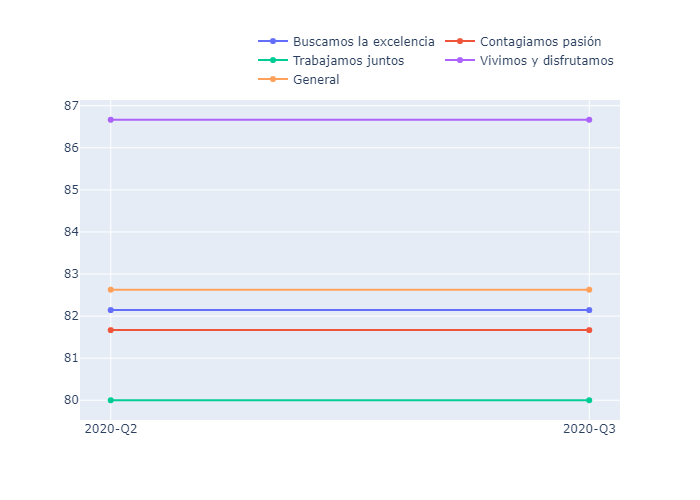 Buscamos la excelencia Contagiamos pasión
Trabajamos juntos Vivimos y disfrutamos
General
87
86
85
84
83
82
81
80
2020-Q2 2020-Q3